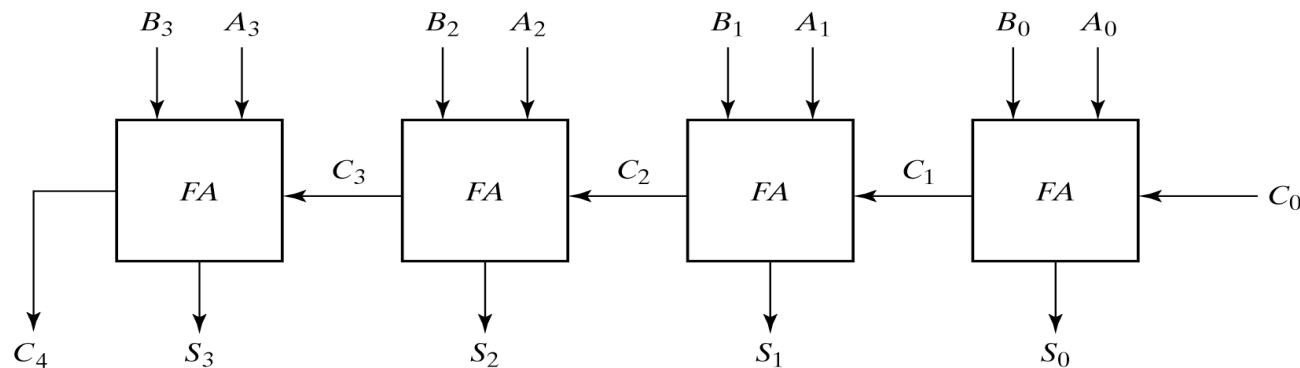 B₃ A₃ B₂ A₂ B₁ A₁ B₀ A₀
FA C₃ FA C₂ FA C₁ FA C₀
C₄ S₃ S₂ S₁ S₀